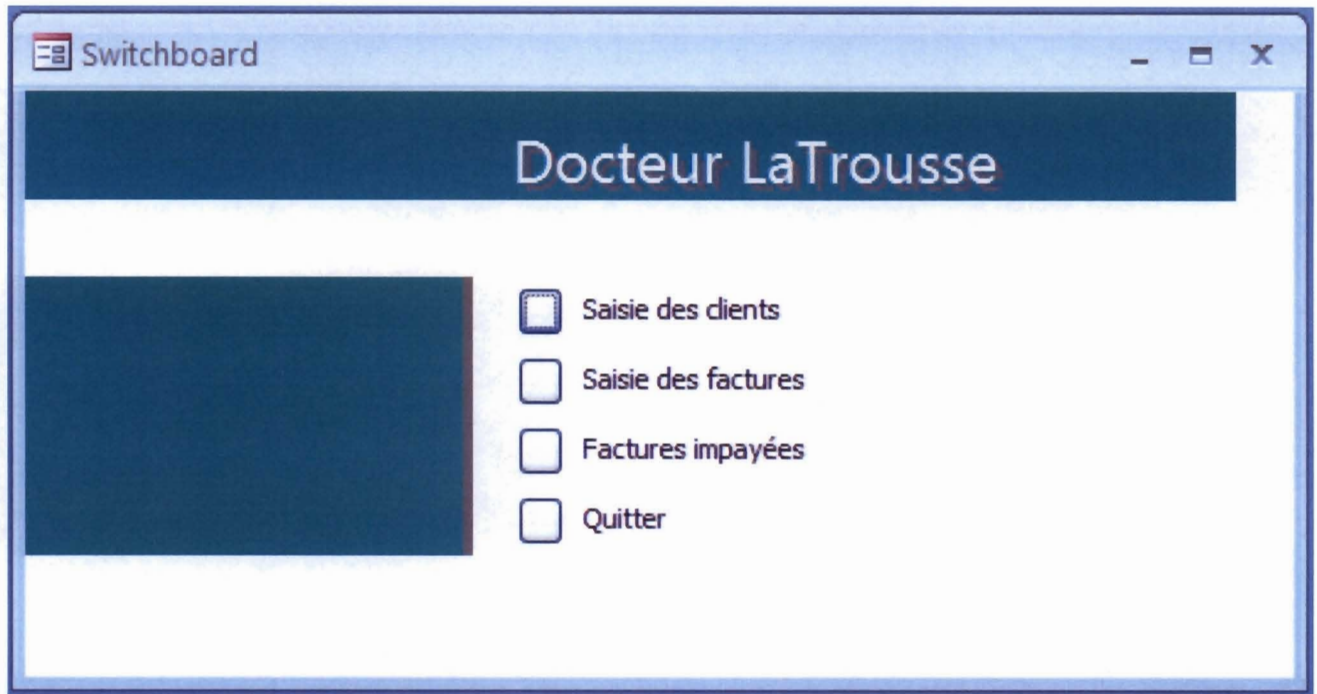 Switchboard
Docteur LaTrousse
Saisie des clients
Saisie des factures
Factures impayées
Quitter